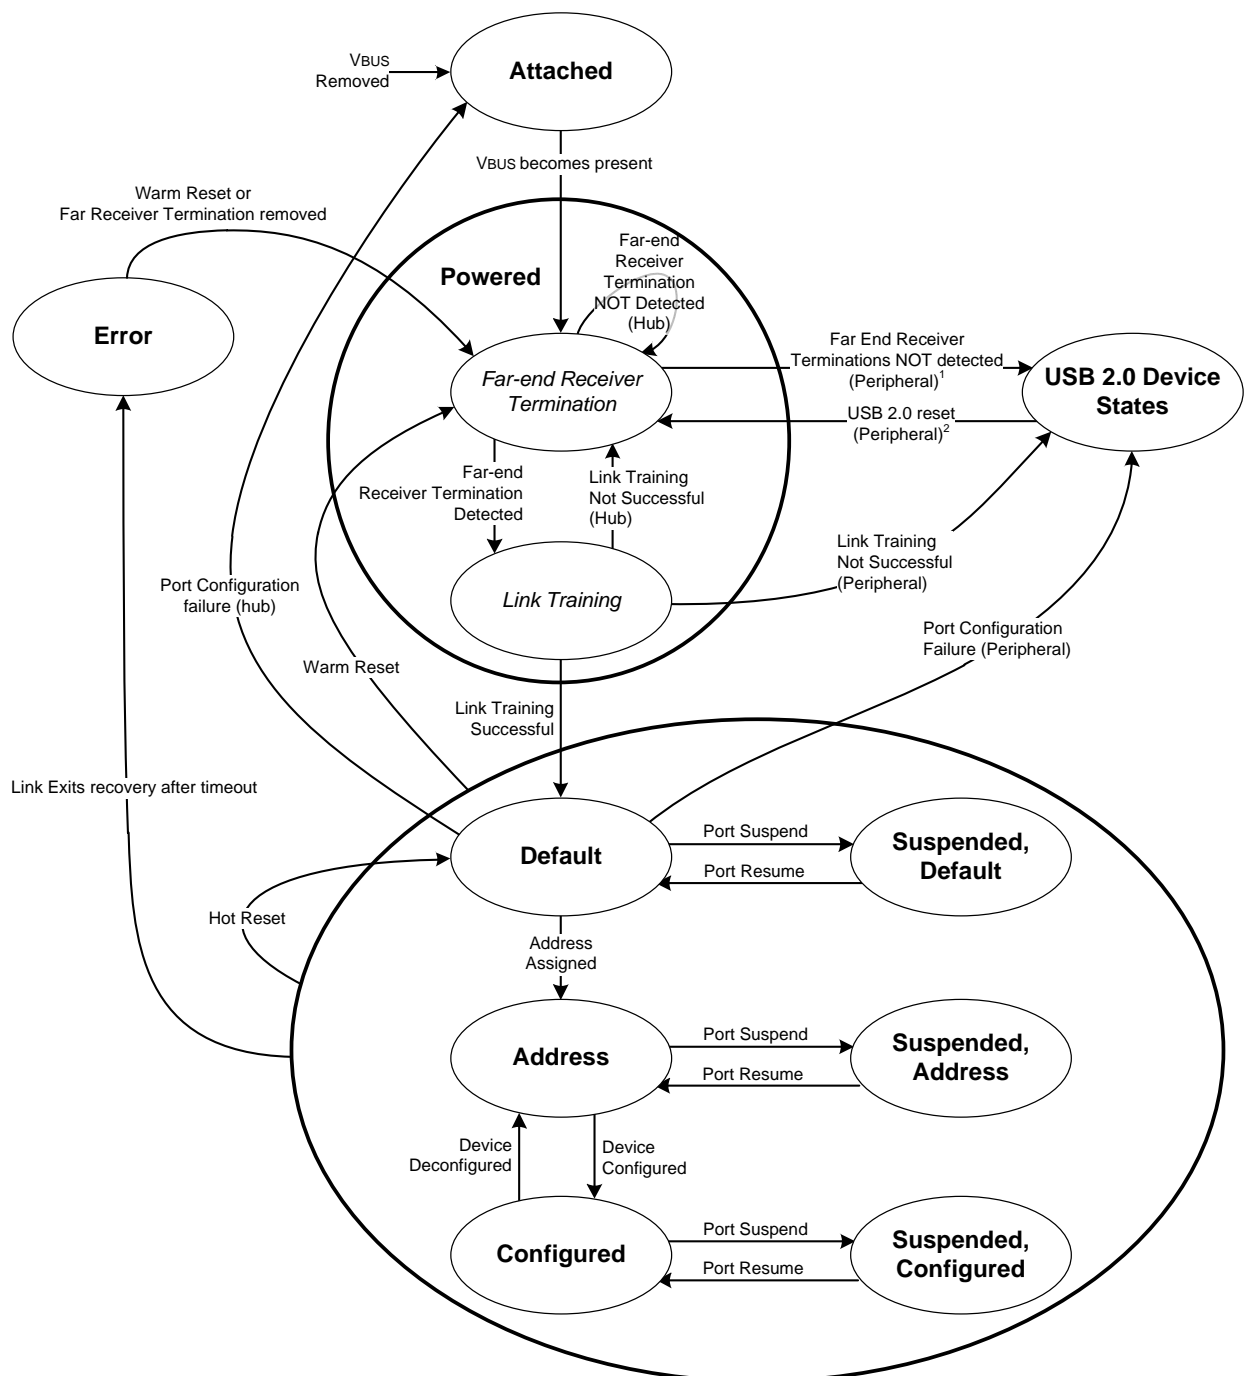 VBUS
Removed
Attached
VBUS becomes present
Warm Reset or
Far Receiver Termination removed
Far-end
Receiver
Termination
NOT Detected
(Hub)
Powered
Error
Far-end Receiver
Termination
Far End Receiver
Terminations NOT detected
(Peripheral)1
USB 2.0 Device
States
USB 2.0 reset
(Peripheral)2
Far-end
Receiver Termination
Detected
Link Training
Not Successful
(Hub)
Link Training
Not Successful
(Peripheral)
Port Configuration
failure (hub)
Link Training
Port Configuration
Failure (Peripheral)
Warm Reset
Link Training
Successful
Link Exits recovery after timeout
Default
Port Suspend
Port Resume
Suspended,
Default
Hot Reset
Address
Assigned
Address
Port Suspend
Port Resume
Suspended,
Address
Device
Deconfigured
Device
Configured
Configured
Port Suspend
Port Resume
Suspended,
Configured